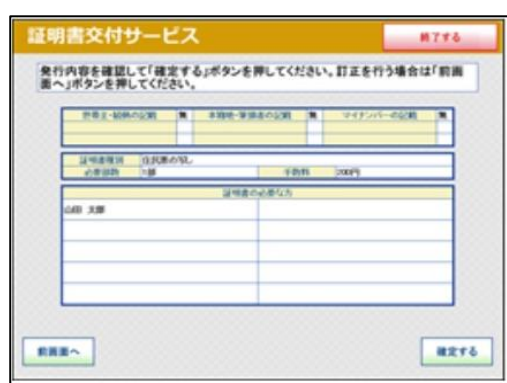 証明書交付サービス
終了する
発行内容を確認して「確定する」ボタンを押してください。訂正を行う場合は「前画
面へ」ボタンを押してください。
世帯主・続柄の記載 無 本籍地・筆頭者の記載 無 マイナンバーの記載 無
証明書種別 住民票の写し
必要部数 1部 手数料 200円
証明書の必要な方
山田 太郎
前画面へ
確定する